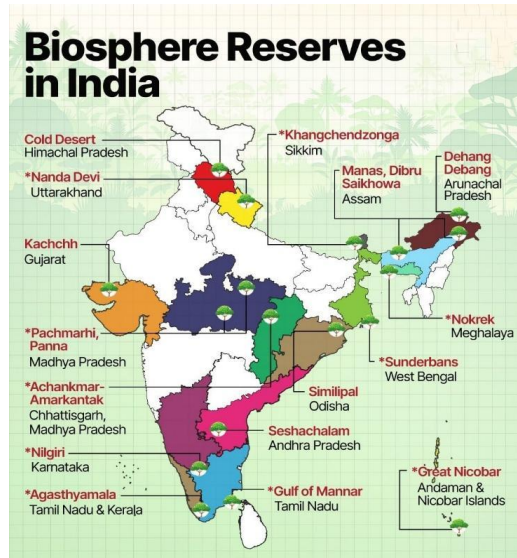 Biosphere Reserves
in India
Cold Desert
Himachal Pradesh
*Nanda Devi
Uttarakhand
*Khangchendzonga
Sikkim
Manas, Dibru
Saikhowa
Assam
Dehang
Debang
Arunachal
Pradesh
Kachchh
Gujarat
*Nokrek
Meghalaya
*Pachmarhi,
Panna
Madhya Pradesh
*Sunderbans
West Bengal
*Achankmar-
Amarkantak
Chhattisgarh,
Madhya Pradesh
Similipal
Odisha
Seshachalam
Andhra Pradesh
*Nilgiri
Karnataka
*Agasthyamala
Tamil Nadu & Kerala
*Gulf of Mannar
Tamil Nadu
*Great Nicobar
Andaman &
Nicobar Islands